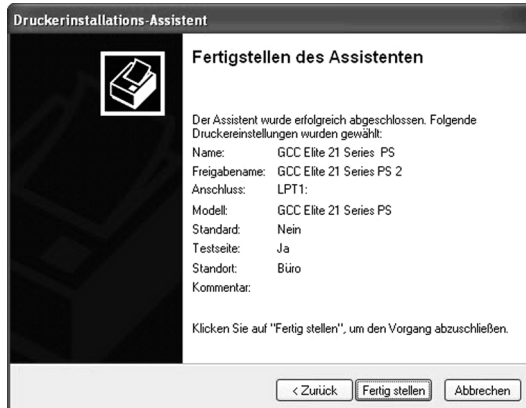 Druckerinstallations-Assistent
Fertigstellen des Assistenten
Der Assistent wurde erfolgreich abgeschlossen. Folgende
Druckereinstellungen wurden gewählt:
Name: GCC Elite 21 Series PS
Freigabename: GCC Elite 21 Series PS 2
Anschluss: LPT1:
Modell: GCC Elite 21 Series PS
Standard: Nein
Testseite: Ja
Standort: Büro
Kommentar:
Klicken Sie auf "Fertig stellen", um den Vorgang abzuschließen.
< Zurück Fertig stellen Abbrechen